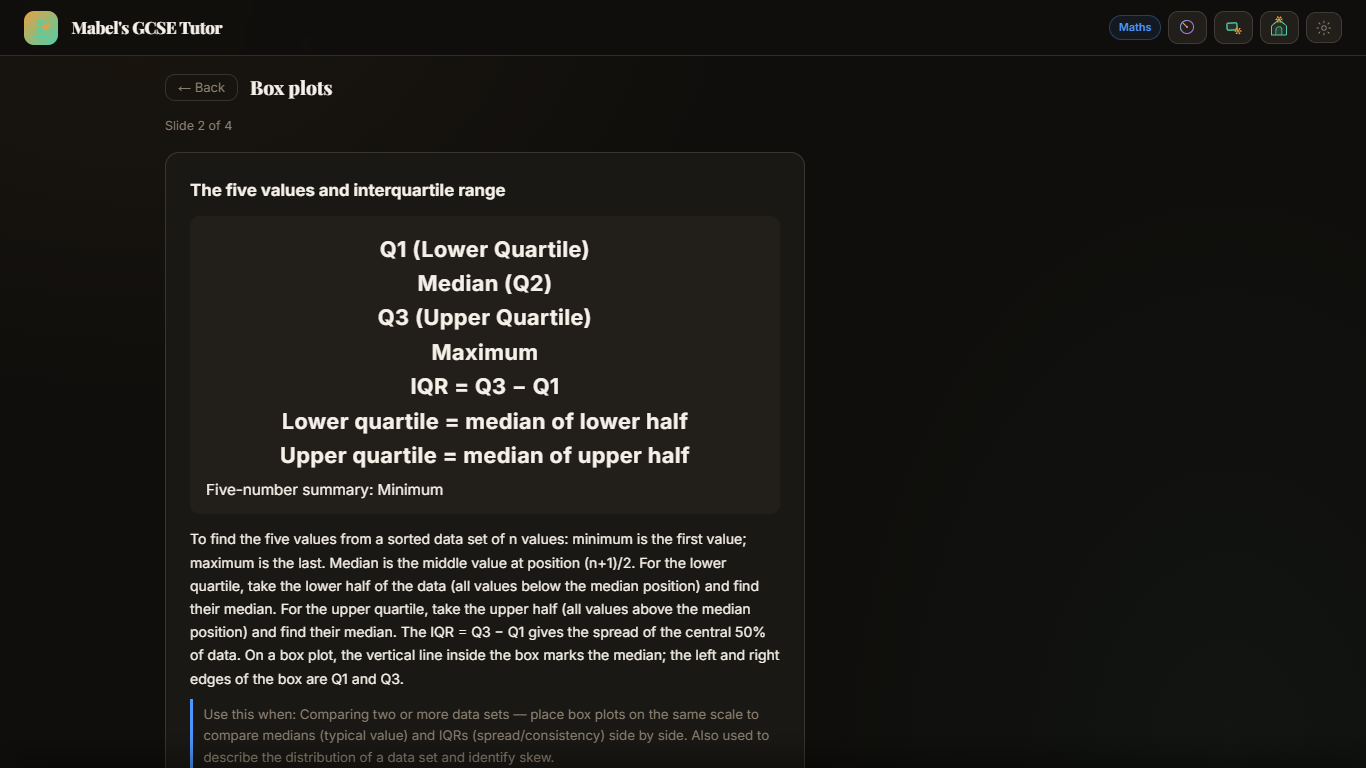 Mabel's GCSE Tutor
Maths
← Back
Box plots
Slide 2 of 4
The five values and interquartile range
Q1 (Lower Quartile)
Median (Q2)
Q3 (Upper Quartile)
Maximum
IQR = Q3 − Q1
Lower quartile = median of lower half
Upper quartile = median of upper half
Five-number summary: Minimum
To find the five values from a sorted data set of n values: minimum is the first value;
maximum is the last. Median is the middle value at position (n+1)/2. For the lower
quartile, take the lower half of the data (all values below the median position) and find
their median. For the upper quartile, take the upper half (all values above the median
position) and find their median. The IQR = Q3 − Q1 gives the spread of the central 50%
of data. On a box plot, the vertical line inside the box marks the median; the left and right
edges of the box are Q1 and Q3.
Use this when: Comparing two or more data sets — place box plots on the same scale to
compare medians (typical value) and IQRs (spread/consistency) side by side. Also used to
describe the distribution of a data set and identify skew.